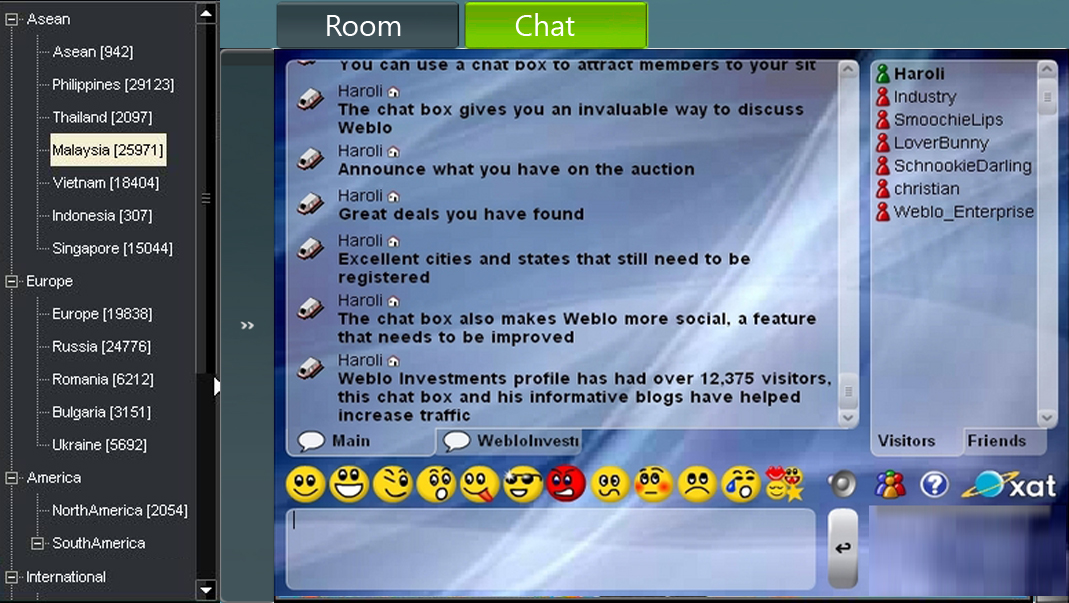 Asean
Asean [942]
Philippines [29123]
Thailand [2097]
Malaysia [25971]
Vietnam [18404]
Indonesia [307]
Singapore [15044]
Europe
Europe [19838]
Russia [24776]
Romania [6212]
Bulgaria [3151]
Ukraine [5692]
America
NorthAmerica [2054]
SouthAmerica
International
»
Room
Chat
You can use a chat box to attract members to your sit
Haroli
The chat box gives you an invaluable way to discuss
Weblo
Haroli
Announce what you have on the auction
Haroli
Great deals you have found
Haroli
Excellent cities and states that still need to be
registered
Haroli
The chat box also makes Weblo more social, a feature
that needs to be improved
Haroli
Weblo Investments profile has had over 12,375 visitors,
this chat box and his informative blogs have helped
increase traffic
Main
WebloInvesti
Haroli
Industry
SmoochieLips
LoverBunny
SchnookieDarling
christian
Weblo_Enterprise
Visitors
Friends
?
xat